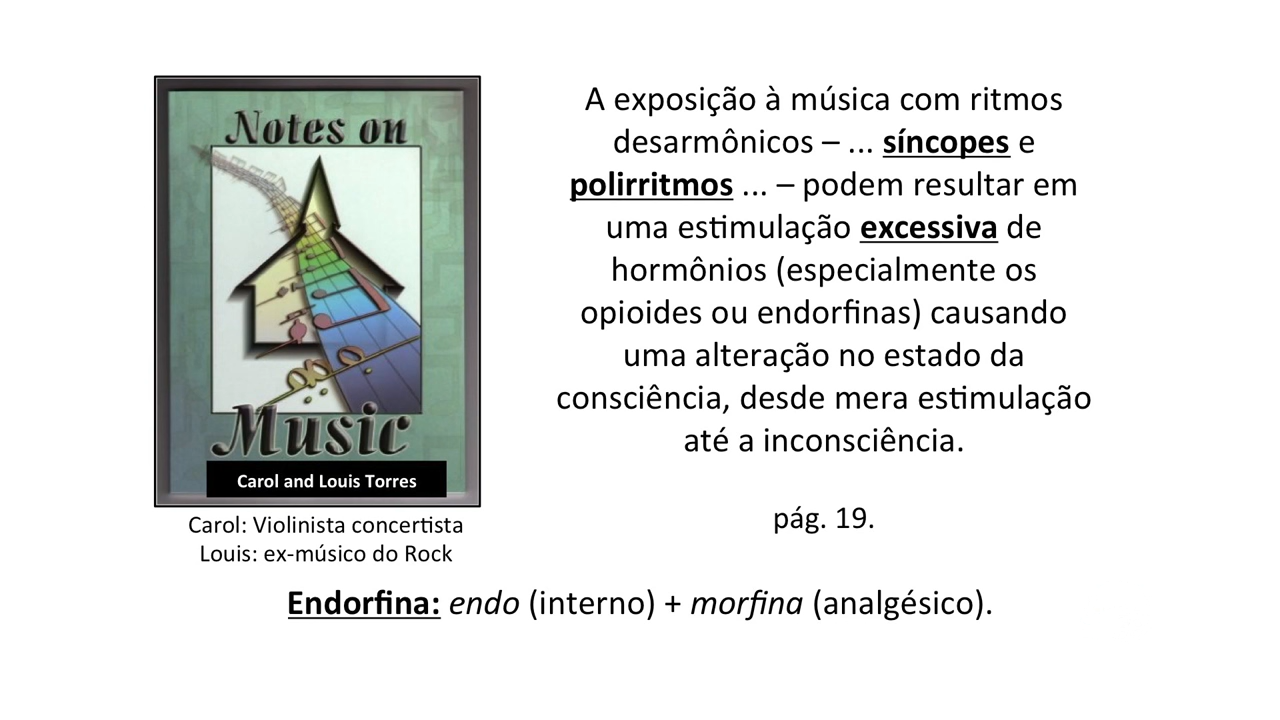 Notes on
Music
Carol and Louis Torres
Carol: Violinista concertista
Louis: ex-músico do Rock
A exposição à música com ritmos
desarmônicos – ... síncopes e
polirritmos ... – podem resultar em
uma estimulação excessiva de
hormônios (especialmente os
opioides ou endorfinas) causando
uma alteração no estado da
consciência, desde mera estimulação
até a inconsciência.
pág. 19.
Endorfina: endo (interno) + morfina (analgésico).